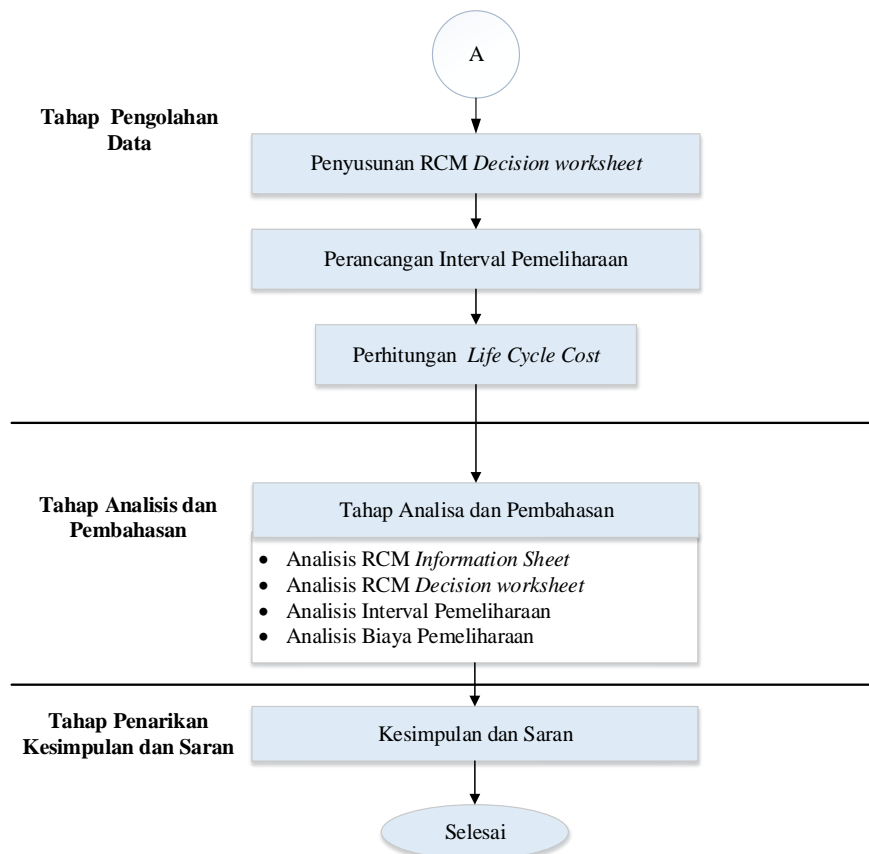 A
Tahap Pengolahan
Data
Penyusunan RCM Decision worksheet
Perancangan Interval Pemeliharaan
Perhitungan Life Cycle Cost
Tahap Analisis dan
Pembahasan
Tahap Analisa dan Pembahasan
• Analisis RCM Information Sheet
• Analisis RCM Decision worksheet
• Analisis Interval Pemeliharaan
• Analisis Biaya Pemeliharaan
Tahap Penarikan
Kesimpulan dan Saran
Kesimpulan dan Saran
Selesai